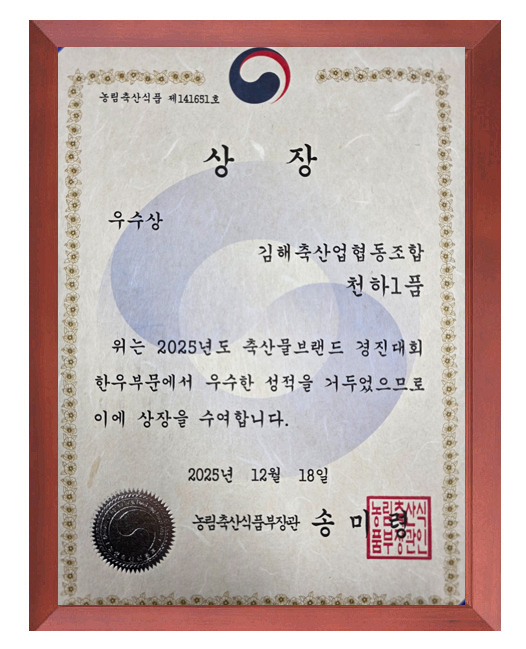 농림축산식품 제141651호
상 장
우수상
김해축산업협동조합
천하1품
위는 2025년도 축산물브랜드 경진대회
한우부문에서 우수한 성적을 거두었으므로
이에 상장을 수여합니다.
2025년 12월 18일
농림축산식품부장관 송 미 령
농림축산식
품부장관인